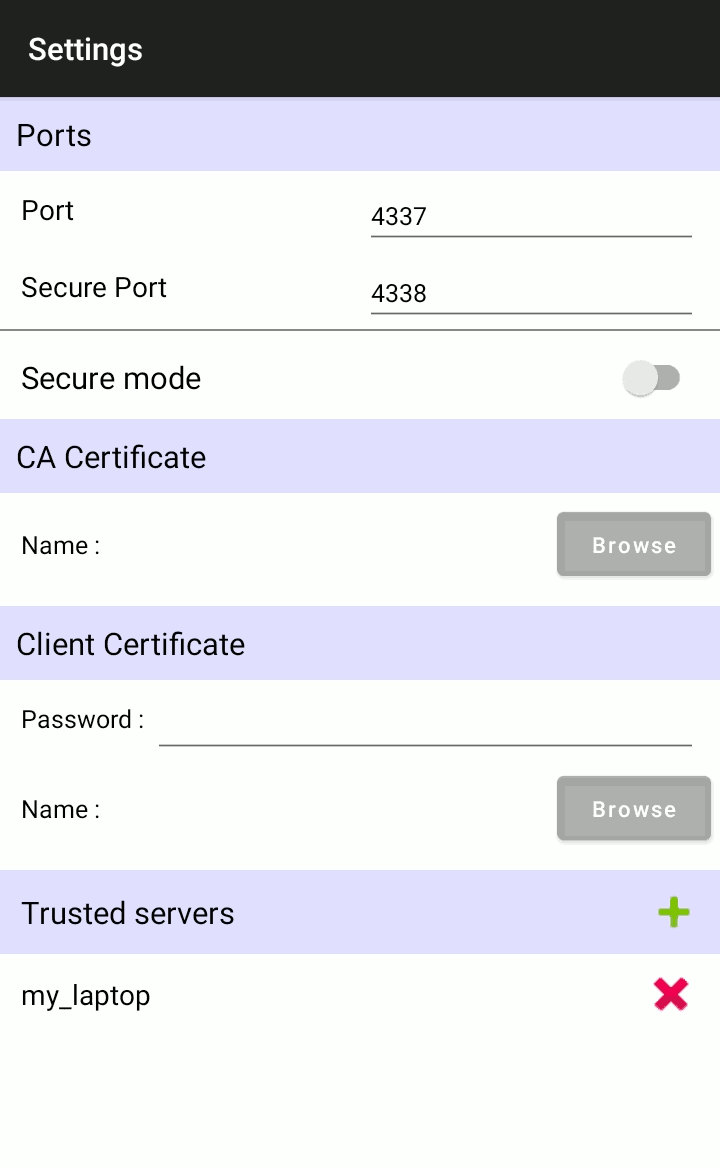 Settings
Ports
Port 4337
Secure Port 4338
Secure mode
CA Certificate
Name : Browse
Client Certificate
Password :
Name : Browse
Trusted servers
my_laptop